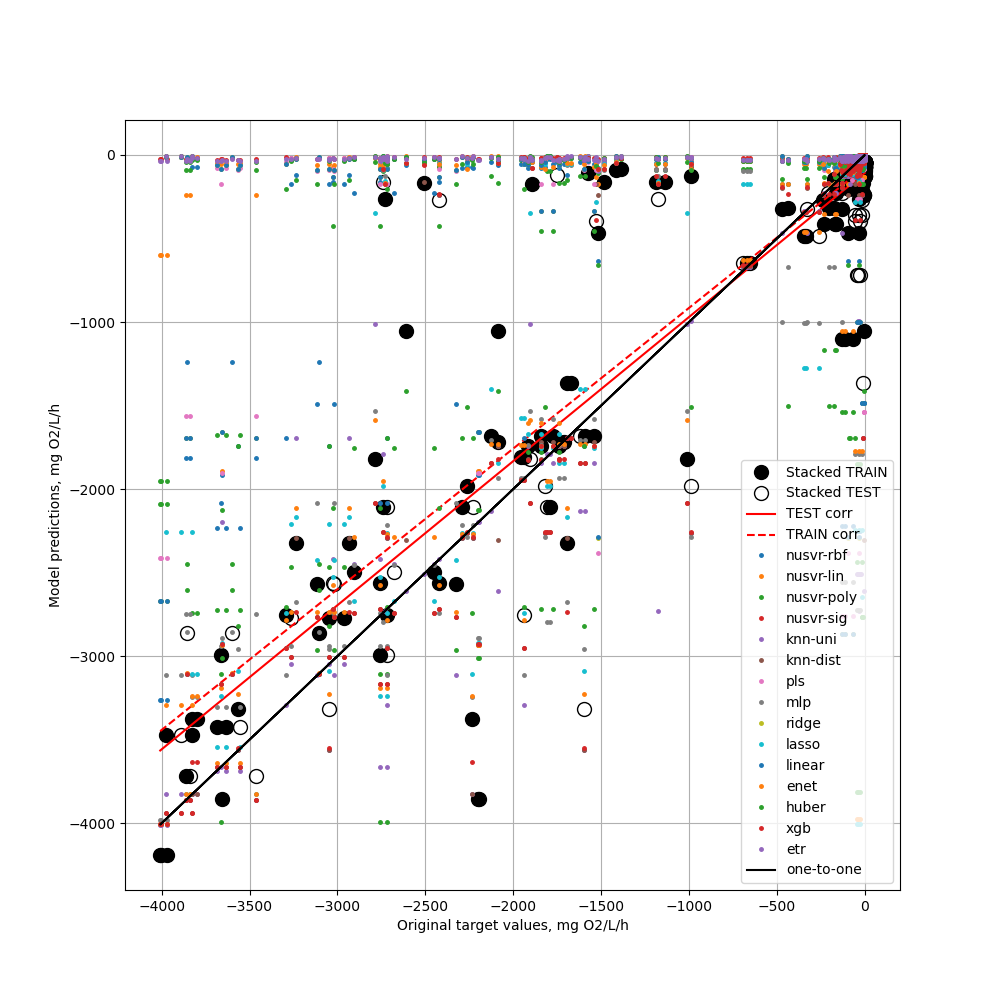 0
−1000
−2000
−3000
−4000
Model predictions, mg O2/L/h
−4000
−3500
−3000
−2500
−2000
−1500
−1000
−500
0
Original target values, mg O2/L/h
Stacked TRAIN
Stacked TEST
TEST corr
TRAIN corr
nusvr-rbf
nusvr-lin
nusvr-poly
nusvr-sig
knn-uni
knn-dist
pls
mlp
ridge
lasso
linear
enet
huber
xgb
etr
one-to-one